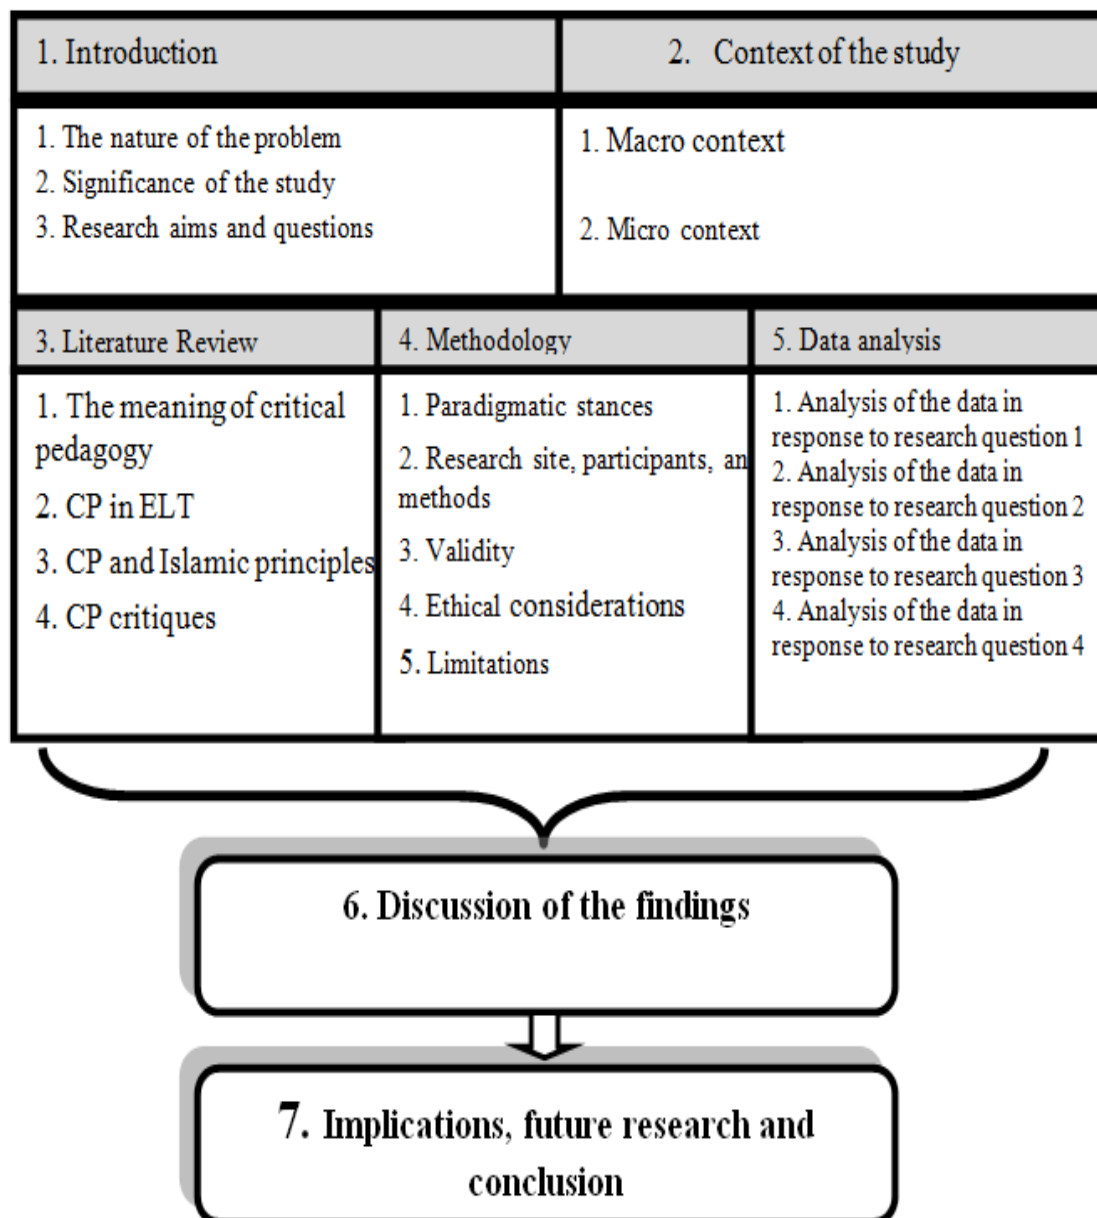 1. Introduction
2. Context of the study
1. The nature of the problem
2. Significance of the study
3. Research aims and questions
1. Macro context
2. Micro context
3. Literature Review
4. Methodology
5. Data analysis
1. The meaning of critical
pedagogy
2. CP in ELT
3. CP and Islamic principles
4. CP critiques
1. Paradigmatic stances
2. Research site, participants, an
methods
3. Validity
4. Ethical considerations
5. Limitations
1. Analysis of the data in
response to research question 1
2. Analysis of the data in
response to research question 2
3. Analysis of the data in
response to research question 3
4. Analysis of the data in
response to research question 4
6. Discussion of the findings
7. Implications, future research and
conclusion